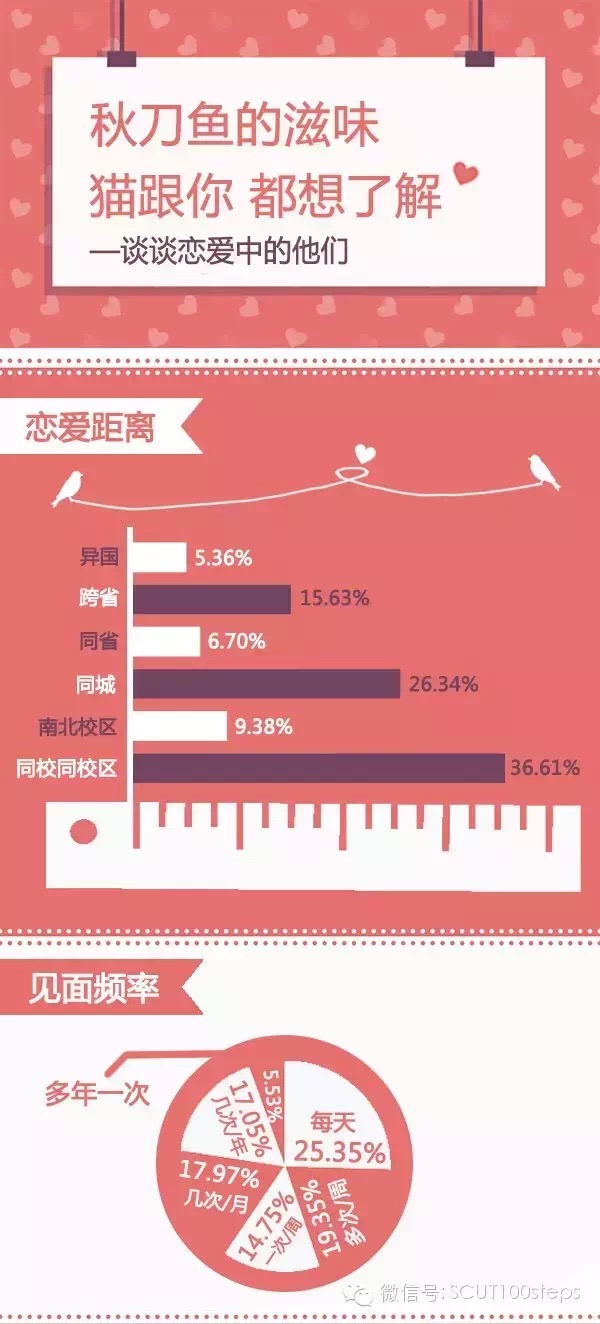 秋刀鱼的滋味
猫跟你 都想了解
—谈谈恋爱中的他们
恋爱距离
异国 5.36%
跨省 15.63%
同省 6.70%
同城 26.34%
南北校区 9.38%
同校同校区 36.61%
见面频率
多年一次
5.53%
每天
25.35%
多次/周
19.35%
14.75%
一次/周
17.97%
几次/月
17.05%
几次/年
微信号: SCUT100steps